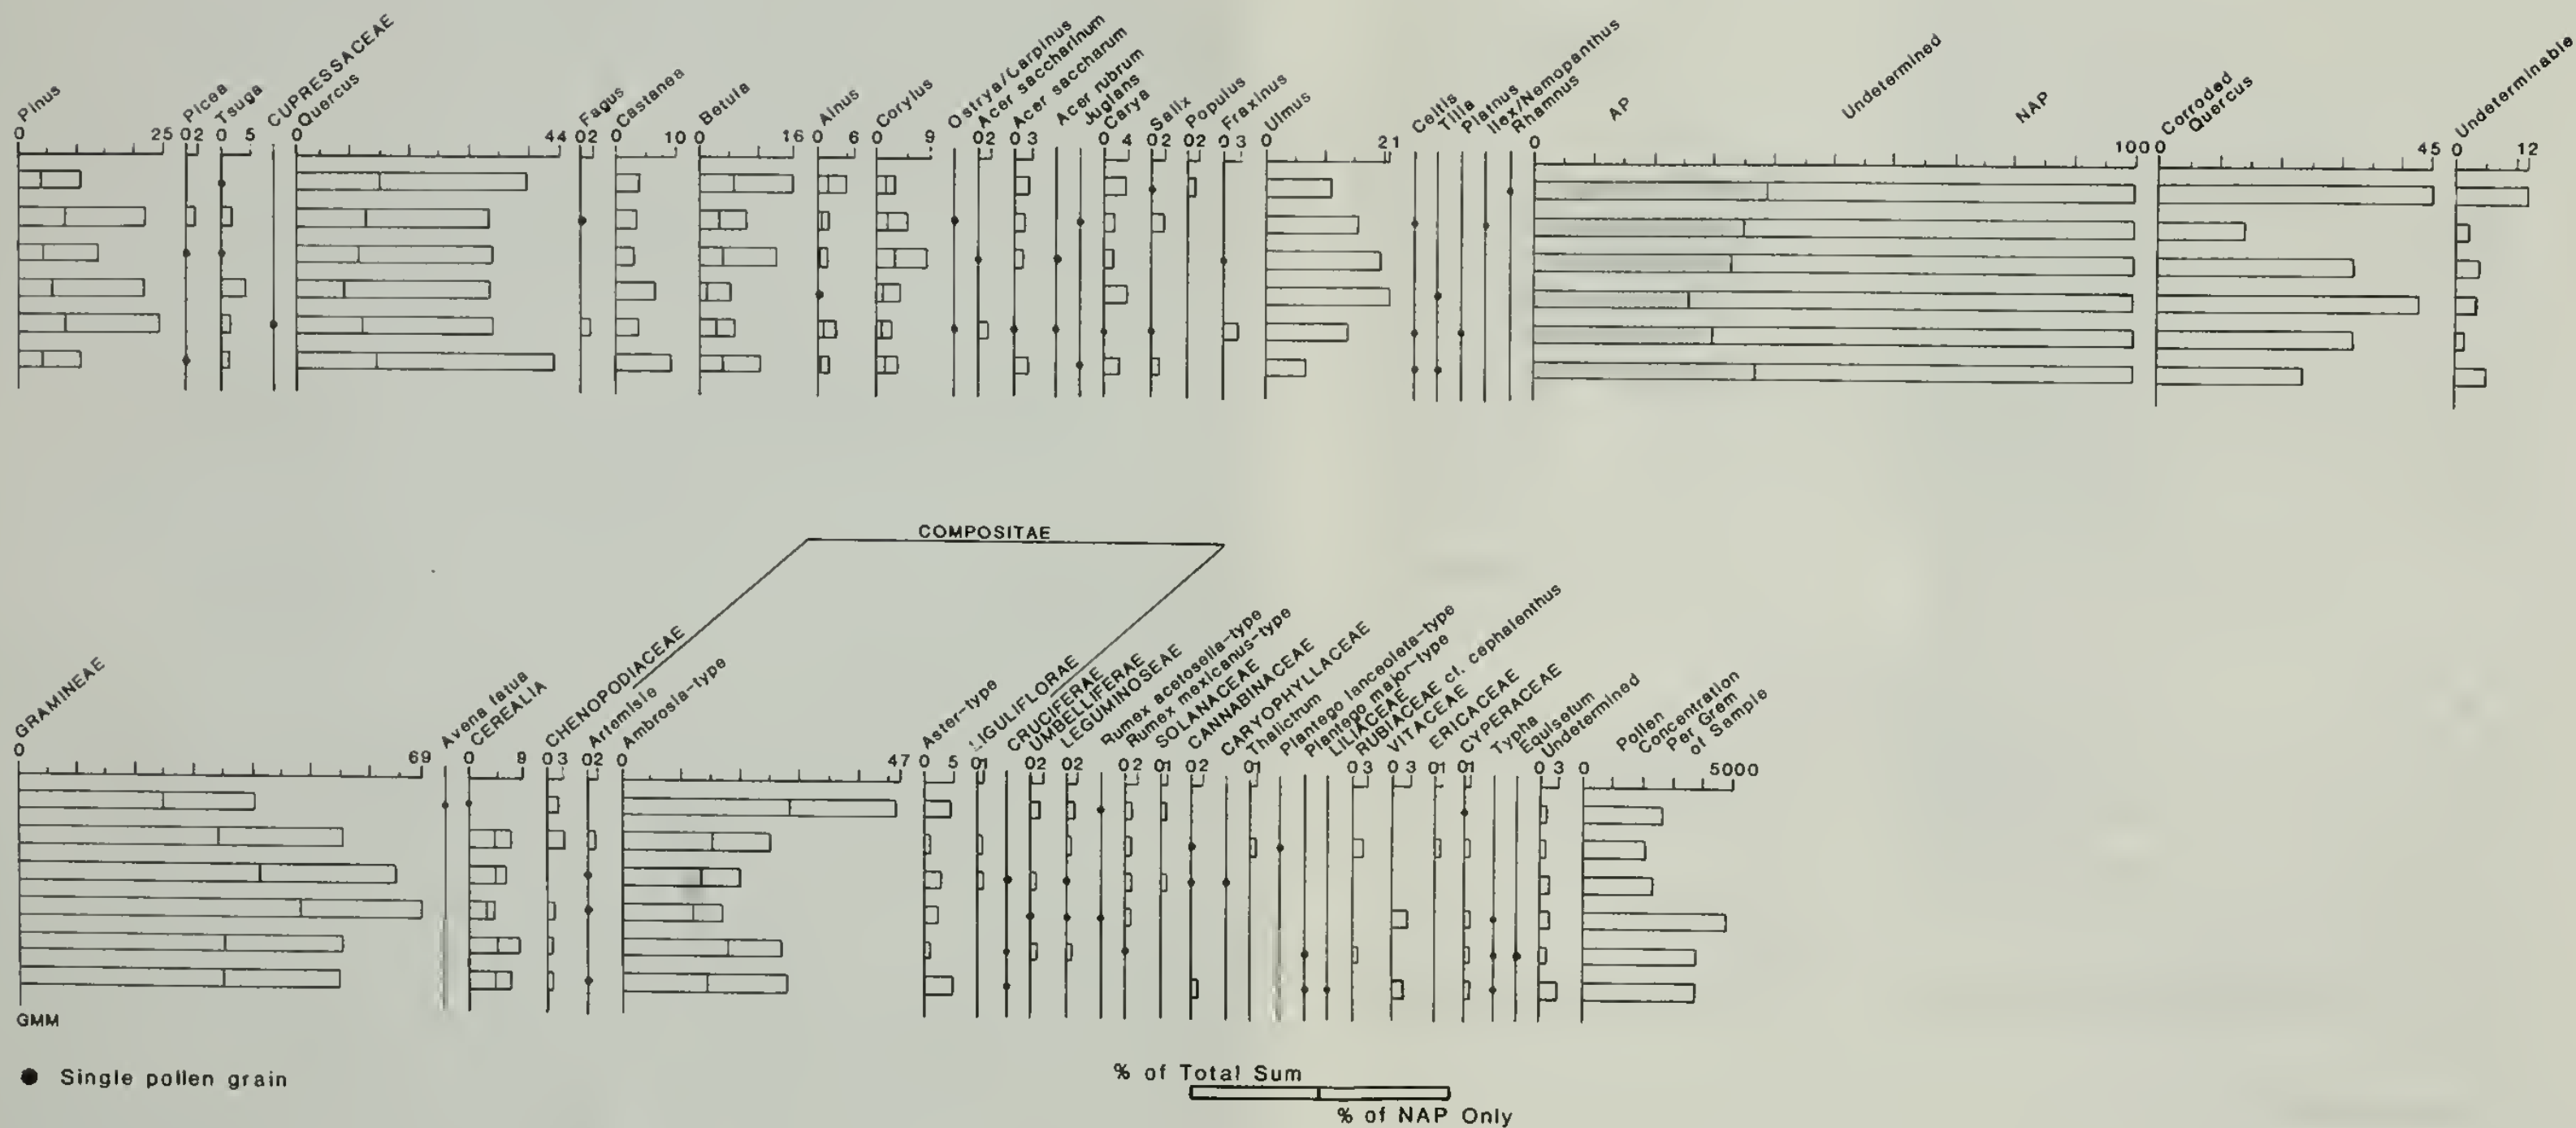 Pinus
Picea
Tsuga
CUPRESSACEAE
Quercus
Fagus
Castanea
Betula
Alnus
Corylus
Ostrya/Carpinus
Acer saccharinum
Acer saccharum
Acer rubrum
Juglans
Carya
Salix
Populus
Fraxinus
Ulmus
Celtis
Tilia
Platnus
Ilex/Nemopanthus
Rhamnus
AP
Undetermined
NAP
Corroded
Quercus
Undeterminable
0 25 0 2 0 5 0 44 0 2 0 10 0 16 0 6 0 9 0 2 0 3 0 4 0 2 0 2 0 3 0 21 0 100 0 45 0 12
COMPOSITAE
GRAMINEAE
Avena fatua
CEREALIA
CHENOPODIACEAE
Artemisia
Ambrosia-type
Aster-type
LIGULIFLORAE
CRUCIFERAE
UMBELLIFERAE
LEGUMINOSEAE
Rumex acetosella-type
Rumex mexicanus-type
SOLANACEAE
CANNABINACEAE
CARYOPHYLLACEAE
Thalictrum
Plantego lanceoleta-type
Plantego major-type
LILIACEAE
RUBIACEAE cf. cephalenthus
VITACEAE
ERICACEAE
CYPERACEAE
Typha
Equisetum
Undetermined
Pollen
Concentration
Per Gram
of Sample
0 69 0 9 0 3 0 2 0 47 0 5 0 1 0 2 0 2 0 2 0 1 0 2 0 1 0 3 0 3 0 1 0 1 0 3 0 5000
GMM
Single pollen grain
% of Total Sum
% of NAP Only